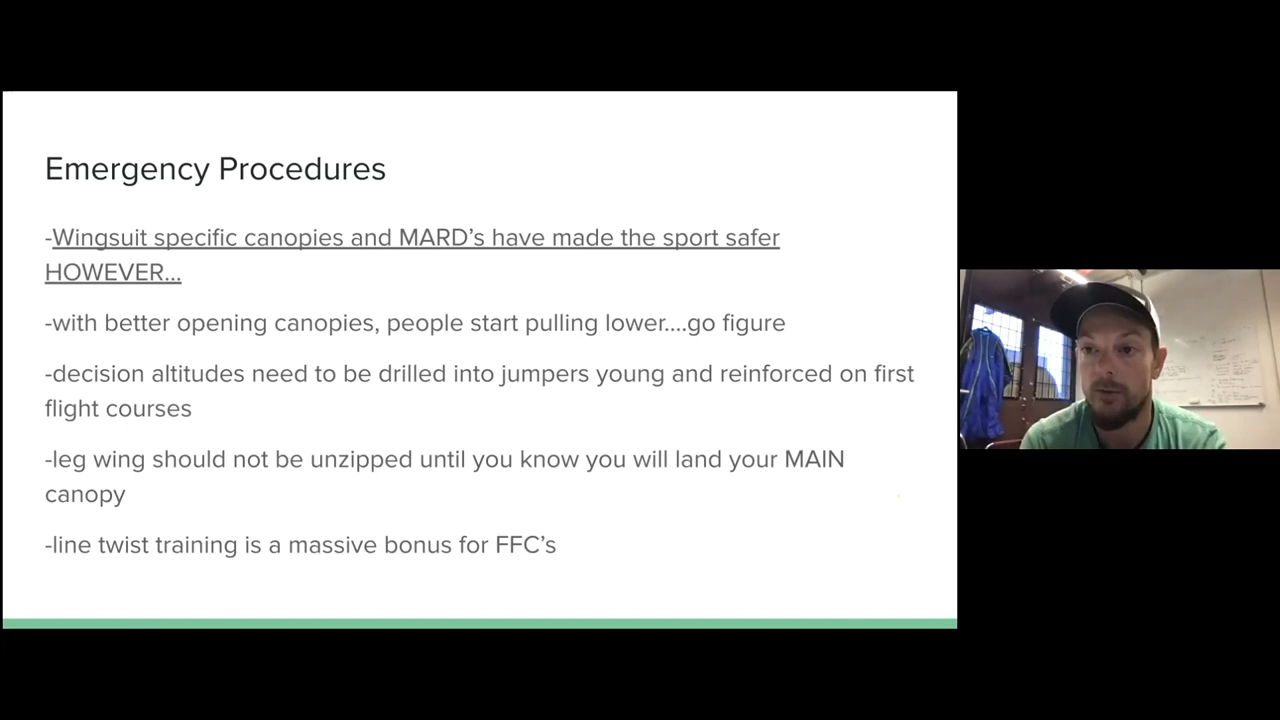 Emergency Procedures
-Wingsuit specific canopies and MARD's have made the sport safer
HOWEVER...
-with better opening canopies, people start pulling lower....go figure
-decision altitudes need to be drilled into jumpers young and reinforced on first
flight courses
-leg wing should not be unzipped until you know you will land your MAIN
canopy
-line twist training is a massive bonus for FFC's